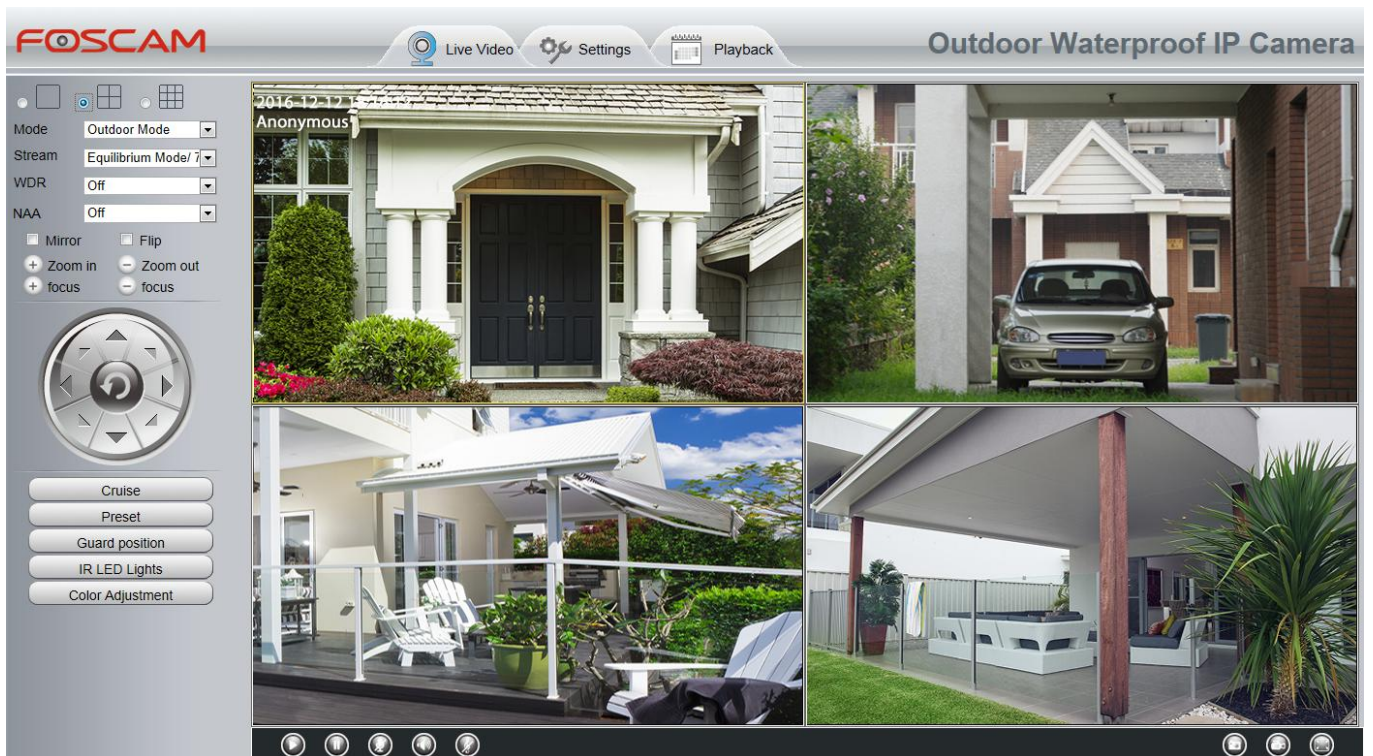 FOSCAM
Live Video
Settings
Playback
Outdoor Waterproof IP Camera
2016-12-12
Anonymous
Mode
Outdoor Mode
Stream
Equilibrium Mode/ 7
WDR
Off
NAA
Off
Mirror
Flip
Zoom in
Zoom out
focus
focus
Cruise
Preset
Guard position
IR LED Lights
Color Adjustment